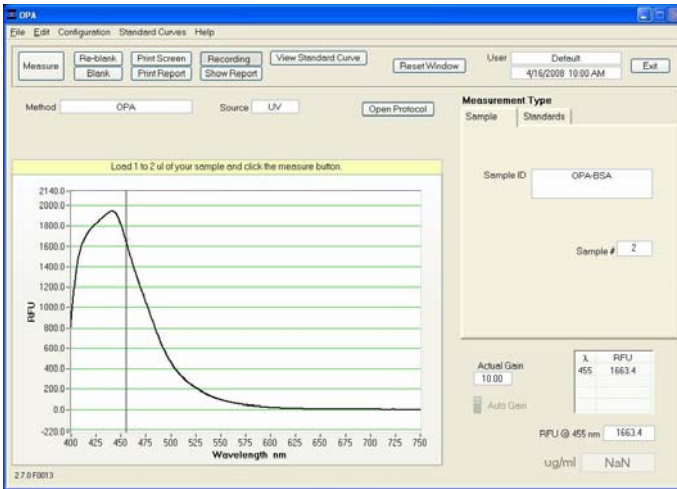 OPA
File Edit Configuration Standard Curves Help
Measure Re-blank Print Screen Recording View Standard Curve Reset Window User Default Exit
Blank Print Report Show Report 4/16/2008 10:00 AM
Method OPA Source UV Open Protocol
Measurement Type
Sample Standards
Load 1 to 2 ul of your sample and click the measure button.
Sample ID OPA-BSA
Sample # 2
RFU
2140.0
2000.0
1800.0
1600.0
1400.0
1200.0
1000.0
800.0
600.0
400.0
200.0
0.0
-220.0
400 425 450 475 500 525 550 575 600 625 650 675 700 725 750
Wavelength nm
Actual Gain
10.00
Auto Gain
λ RFU
455 1663.4
RFU @ 455 nm 1663.4
ug/ml NaN
2.7.0 F0013